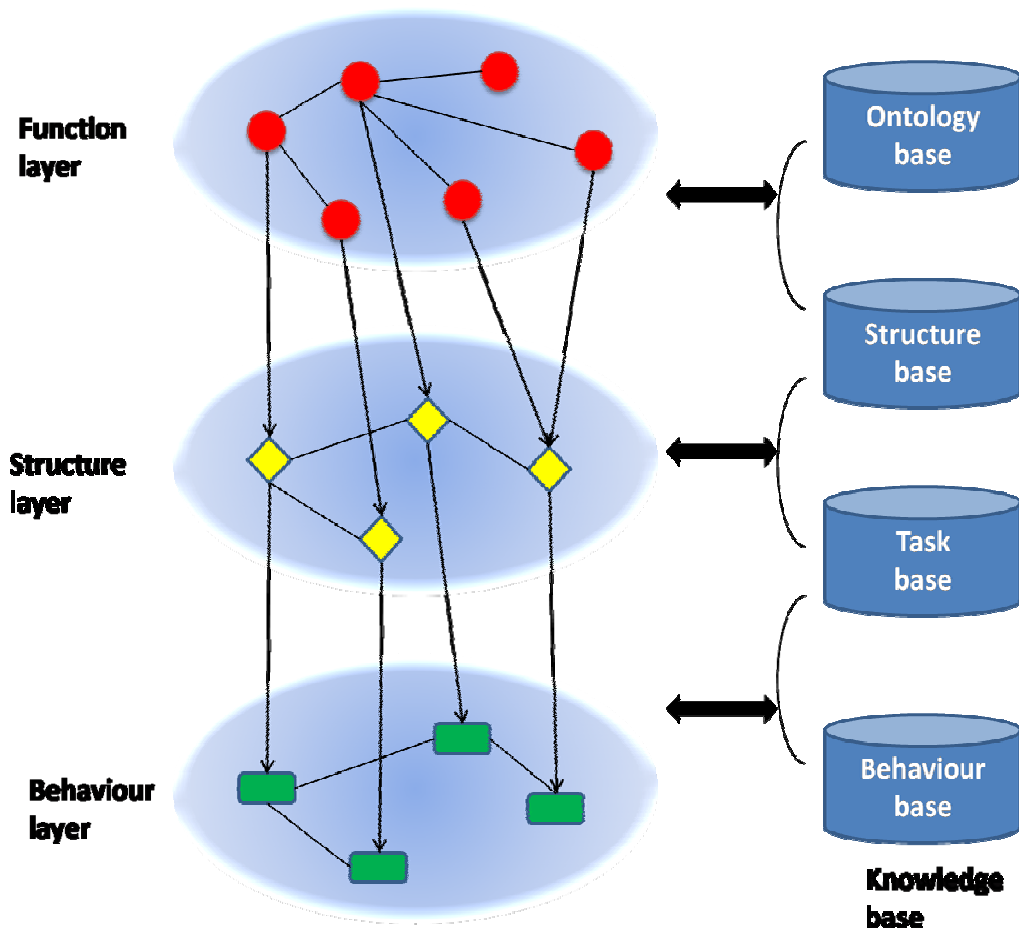 Function
layer
Ontology
base
Structure
base
Structure
layer
Task
base
Behaviour
layer
Behaviour
base
Knowledge
base